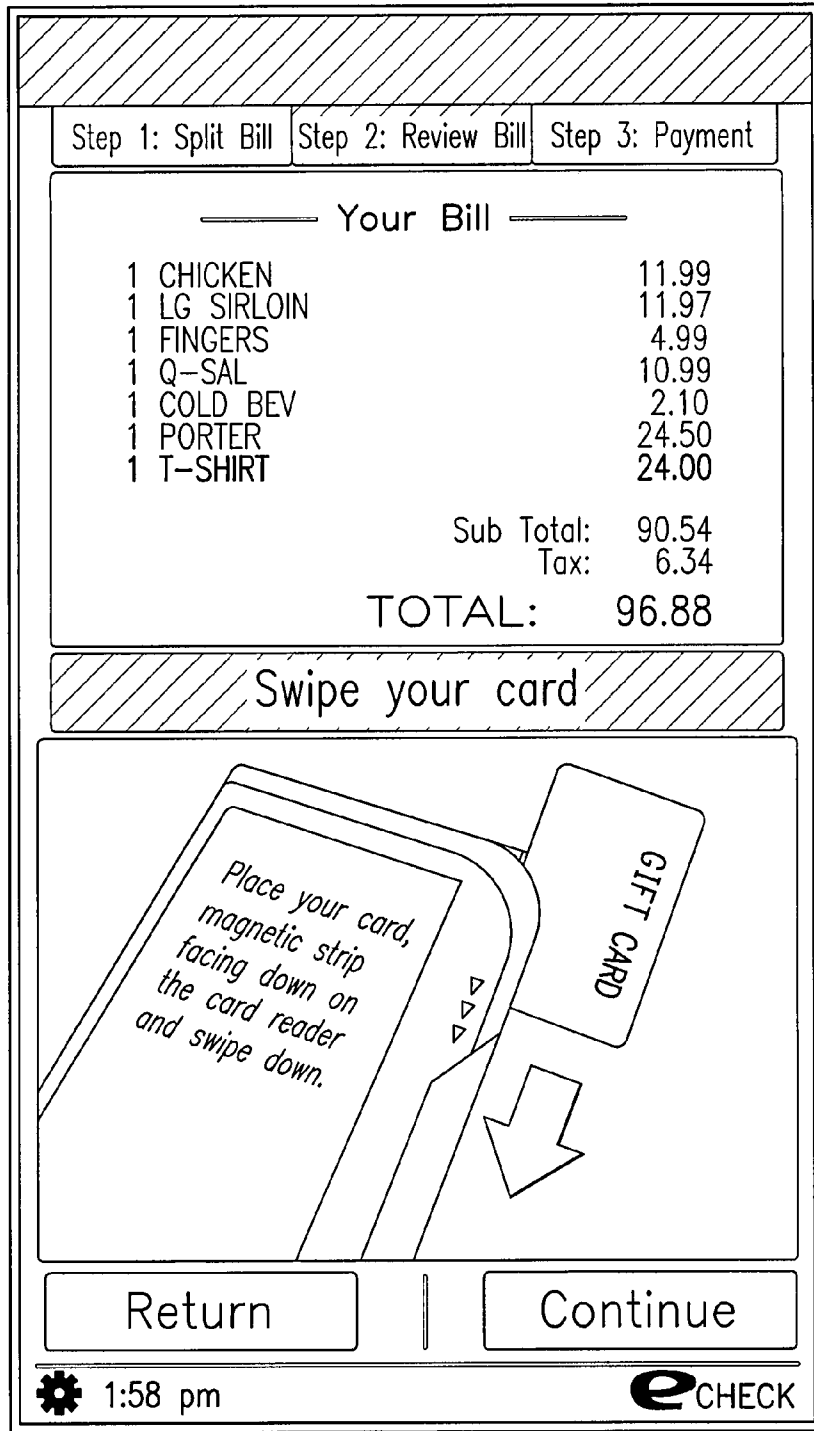 Step 1: Split Bill Step 2: Review Bill Step 3: Payment
Your Bill
1 CHICKEN 11.99
1 LG SIRLOIN 11.97
1 FINGERS 4.99
1 Q-SAL 10.99
1 COLD BEV 2.10
1 PORTER 24.50
1 T-SHIRT 24.00
Sub Total: 90.54
Tax: 6.34
TOTAL: 96.88
Swipe your card
Place your card,
magnetic strip
facing down on
the card reader
and swipe down.
GIFT CARD
Return Continue
1:58 pm eCHECK